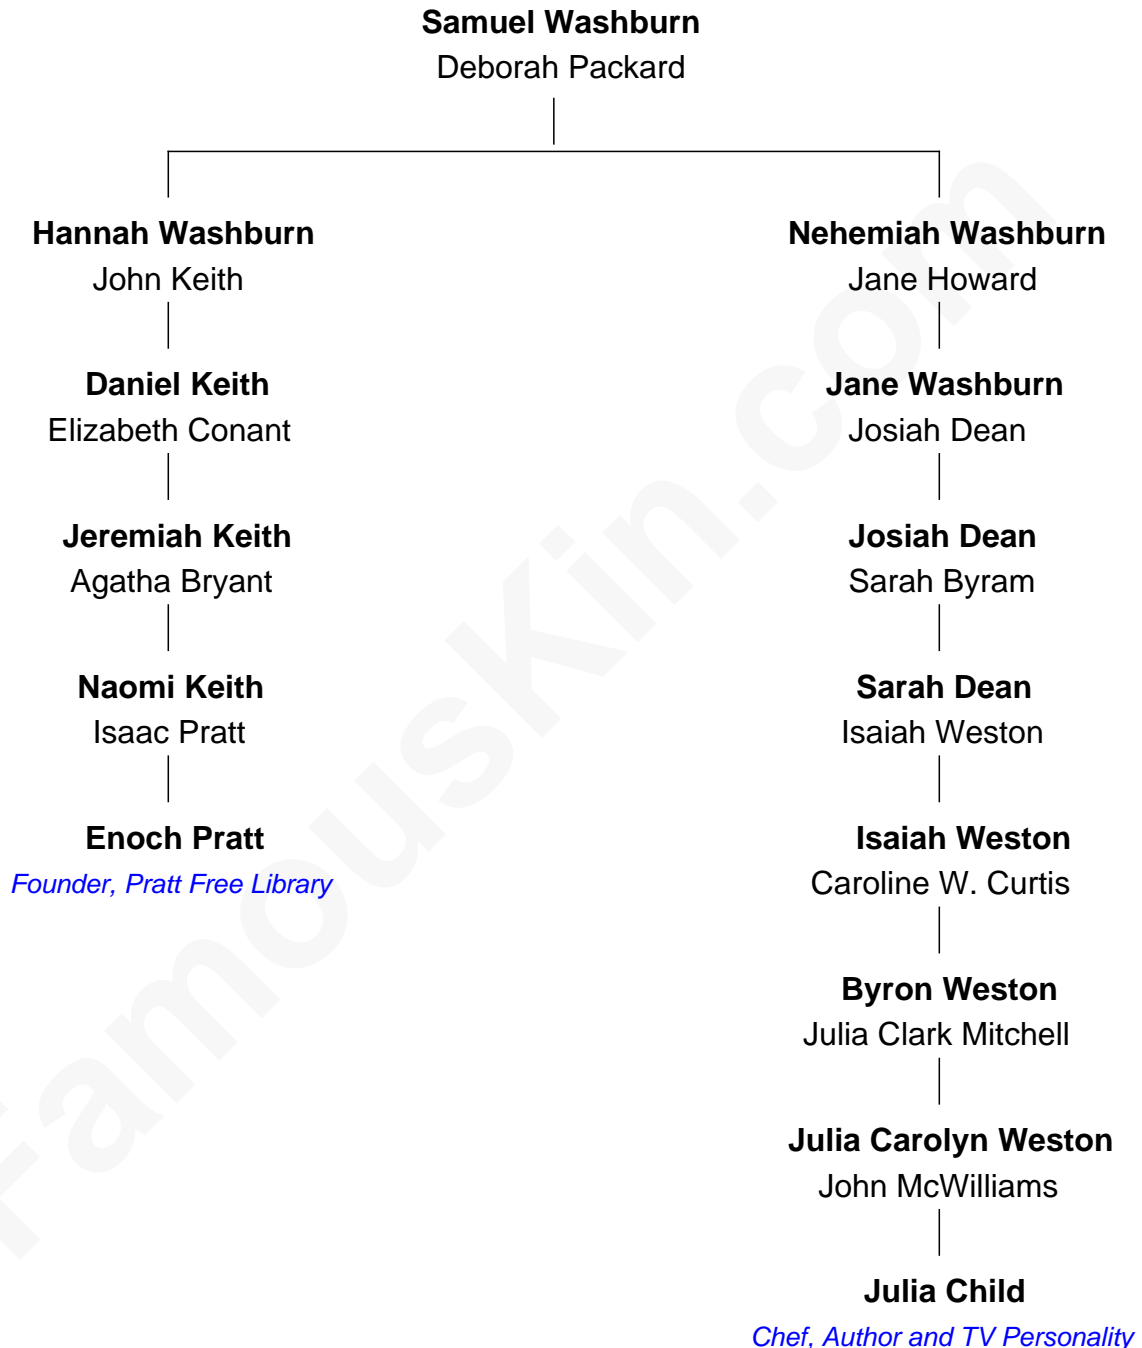 Samuel Washburn
Deborah Packard
Hannah Washburn
John Keith
Daniel Keith
Elizabeth Conant
Jeremiah Keith
Agatha Bryant
Naomi Keith
Isaac Pratt
Enoch Pratt
Founder, Pratt Free Library
Nehemiah Washburn
Jane Howard
Jane Washburn
Josiah Dean
Josiah Dean
Sarah Byram
Sarah Dean
Isaiah Weston
Isaiah Weston
Caroline W. Curtis
Byron Weston
Julia Clark Mitchell
Julia Carolyn Weston
John McWilliams
Julia Child
Chef, Author and TV Personality
FamousKin.com